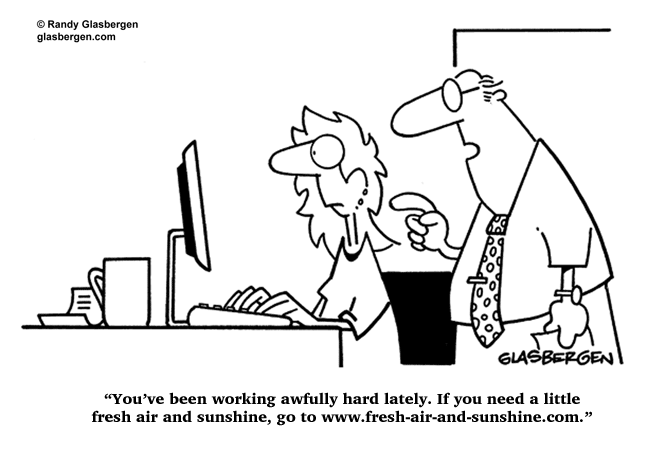 © Randy Glasbergen
glasbergen.com
GLASBERGEN
“You’ve been working awfully hard lately. If you need a little
fresh air and sunshine, go to www.fresh-air-and-sunshine.com.”